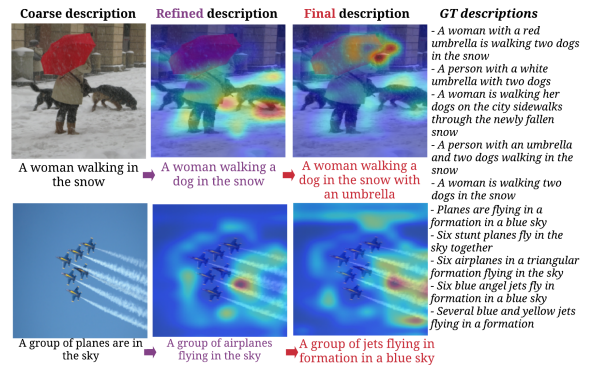 Coarse description
Refined description
Final description
GT descriptions
A woman walking in
the snow
A woman walking a
dog in the snow
A woman walking a
dog in the snow with
an umbrella
- A woman with a red
umbrella is walking two dogs
in the snow
- A person with a white
umbrella with two dogs
- A woman is walking her
dogs on the city sidewalks
through the newly fallen
snow
- A person with an umbrella
and two dogs walking in the
snow
- A woman is walking two
dogs in the snow
A group of planes are in
the sky
A group of airplanes
flying in the sky
A group of jets flying in
formation in a blue sky
- Planes are flying in a
formation in a blue sky
- Six stunt planes fly in the
sky together
- Six airplanes in a triangular
formation flying in the sky
- Six blue angel jets fly in
formation in a blue sky
- Several blue and yellow jets
flying in a formation